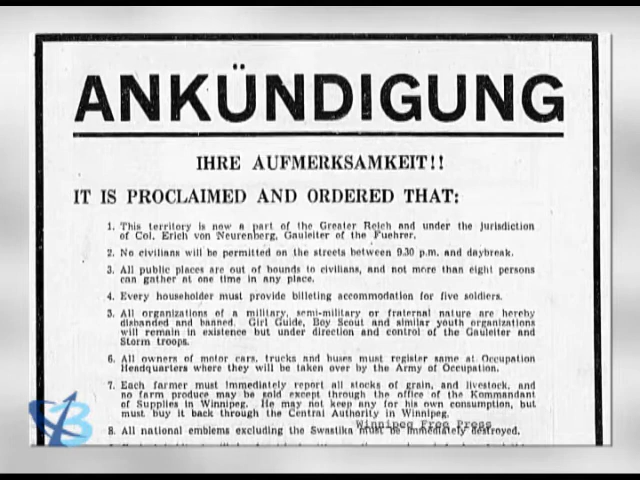 ANKÜNDIGUNG
IHRE AUFMERKSAMKEIT!!
IT IS PROCLAIMED AND ORDERED THAT:
1. This territory is now a part of the Greater Reich and under the jurisdiction
of Col. Erich von Neurenberg, Gauleiter of the Fuehrer.
2. No civilians will be permitted on the streets between 9.30 p.m. and daybreak.
3. All public places are out of bounds to civilians, and not more than eight persons
can gather at one time in any place.
4. Every householder must provide billeting accommodation for five soldiers.
5. All organizations of a military, semi-military or fraternal nature are hereby
disbanded and banned. Girl Guide, Boy Scout and similar youth organizations
will remain in existence but under direction and control of the Gauleiter and
Storm troops.
6. All owners of motor cars, trucks and buses must register same at Occupation
Headquarters where they will be taken over by the Army of Occupation.
7. Each farmer must immediately report all stocks of grain, and livestock, and
no farm produce may be sold except through the office of the Kommandant
of Supplies in Winnipeg. He may not keep any for his own consumption, but
must buy it back through the Central Authority in Winnipeg.
8. All national emblems excluding the Swastika must be immediately destroyed.
Winnipeg Free Press
B